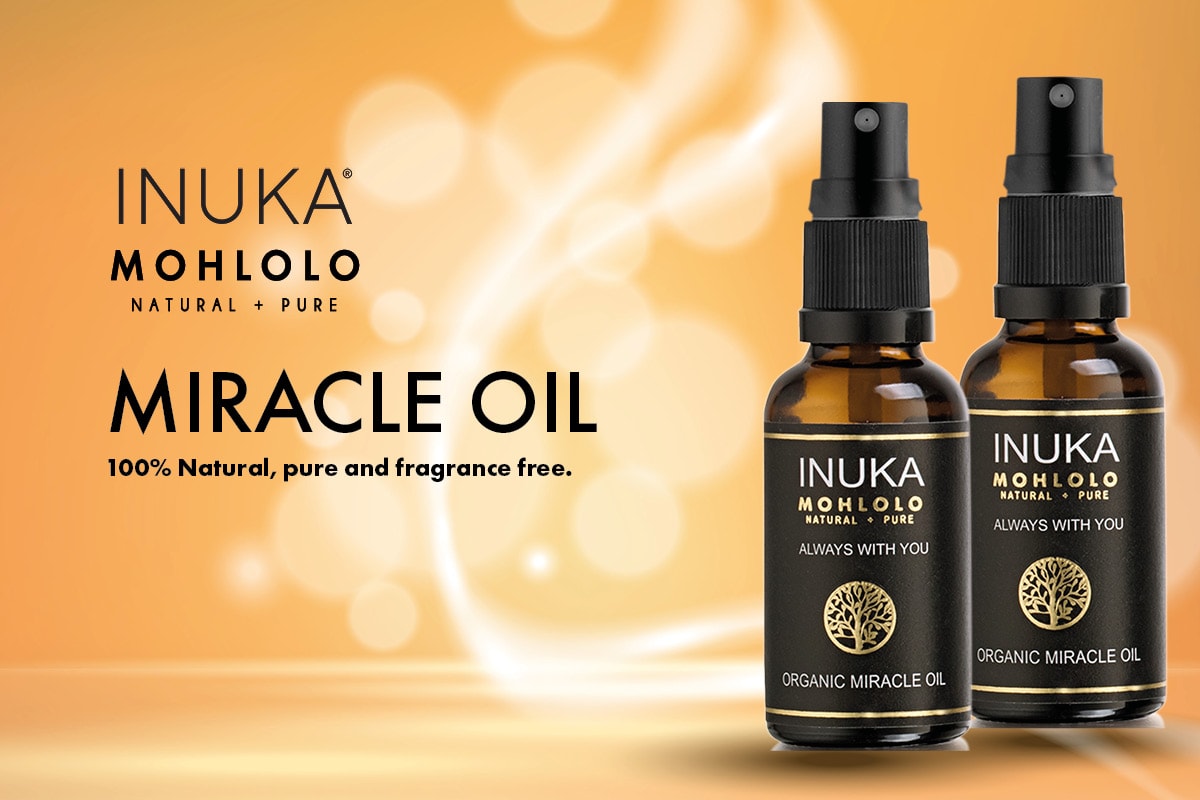 INUKA®
MOHLOLO
NATURAL + PURE
MIRACLE OIL
100% Natural, pure and fragrance free.
INUKA
MOHLOLO
NATURAL + PURE
ALWAYS WITH YOU
ORGANIC MIRACLE OIL
INUKA
MOHLOLO
NATURAL + PURE
ALWAYS WITH YOU
ORGANIC MIRACLE OIL